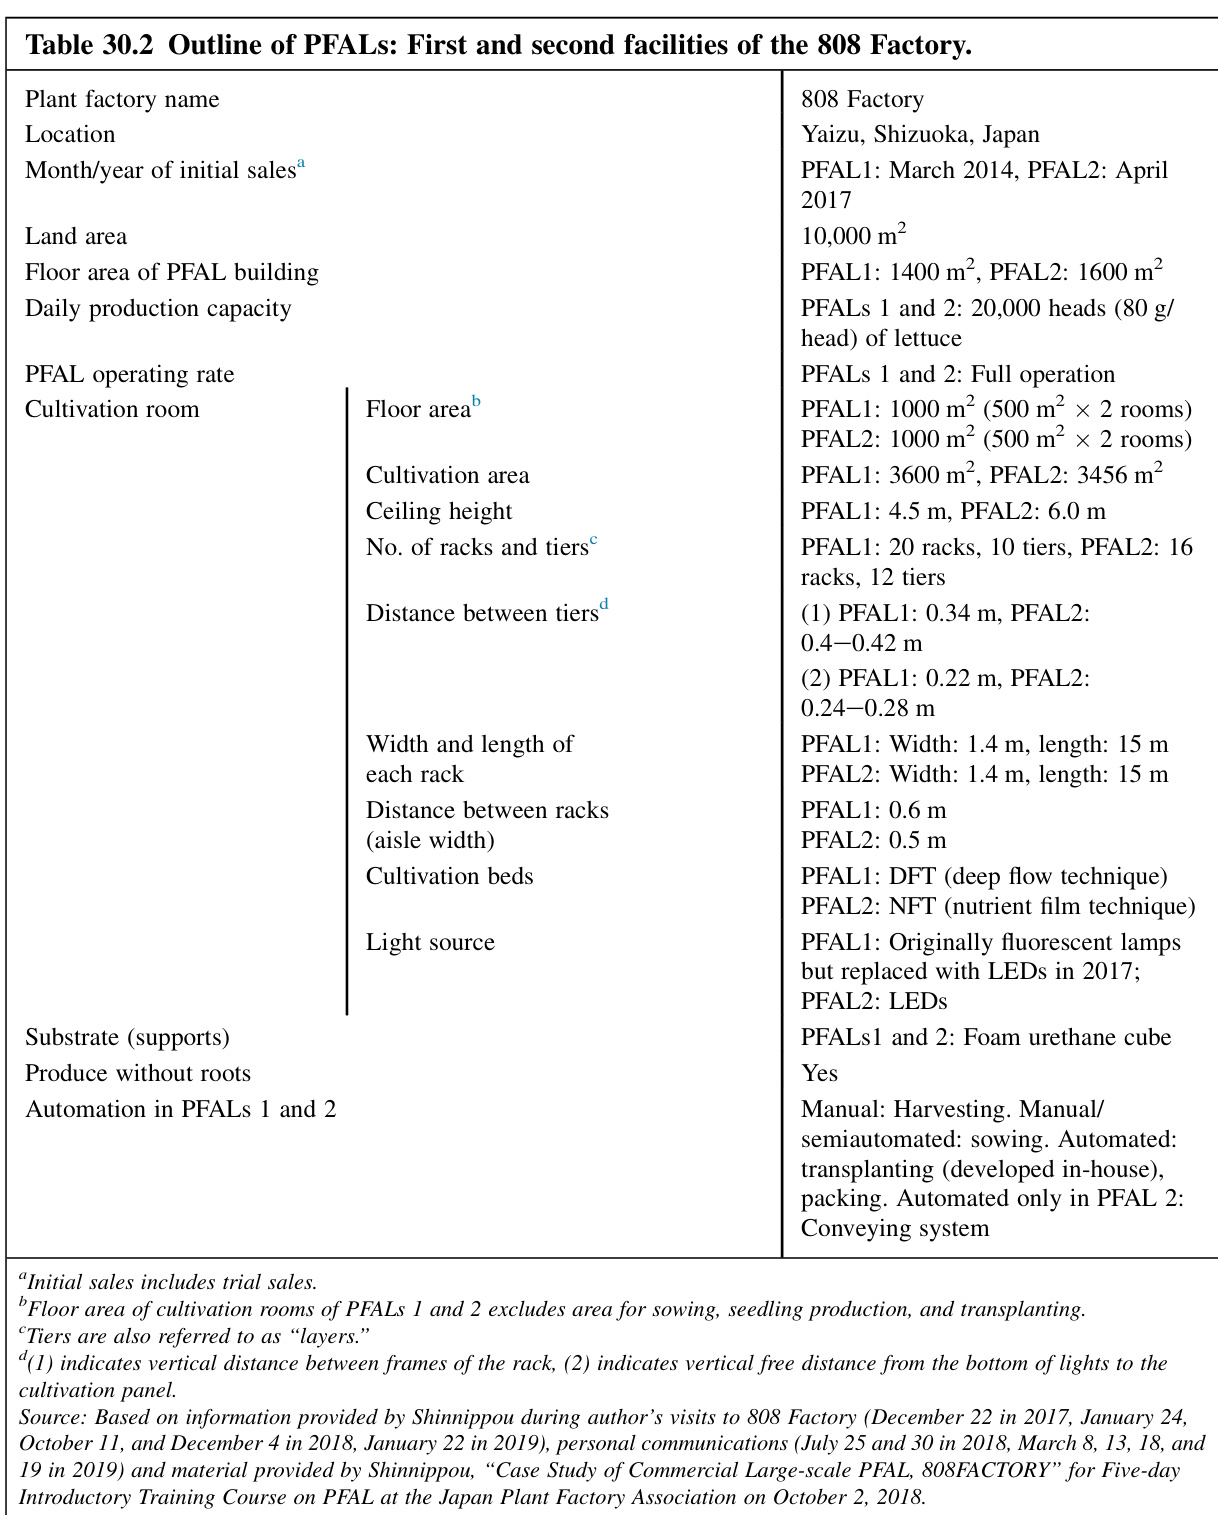 Table 30.2 Outline of PFALs: First and second facilities of the 808 Factory.
Plant factory name 808 Factory
Location Yaizu, Shizuoka, Japan
Month/year of initial salesᵃ PFAL1: March 2014, PFAL2: April
2017
Land area 10,000 m²
Floor area of PFAL building PFAL1: 1400 m², PFAL2: 1600 m²
Daily production capacity PFALs 1 and 2: 20,000 heads (80 g/
head) of lettuce
PFAL operating rate PFALs 1 and 2: Full operation
Cultivation room Floor areaᵇ PFAL1: 1000 m² (500 m² × 2 rooms)
PFAL2: 1000 m² (500 m² × 2 rooms)
Cultivation area PFAL1: 3600 m², PFAL2: 3456 m²
Ceiling height PFAL1: 4.5 m, PFAL2: 6.0 m
No. of racks and tiersᶜ PFAL1: 20 racks, 10 tiers, PFAL2: 16
racks, 12 tiers
Distance between tiersᵈ (1) PFAL1: 0.34 m, PFAL2:
0.4−0.42 m
(2) PFAL1: 0.22 m, PFAL2:
0.24−0.28 m
Width and length of PFAL1: Width: 1.4 m, length: 15 m
each rack PFAL2: Width: 1.4 m, length: 15 m
Distance between racks PFAL1: 0.6 m
(aisle width) PFAL2: 0.5 m
Cultivation beds PFAL1: DFT (deep flow technique)
PFAL2: NFT (nutrient film technique)
Light source PFAL1: Originally fluorescent lamps
but replaced with LEDs in 2017;
PFAL2: LEDs
Substrate (supports) PFALs1 and 2: Foam urethane cube
Produce without roots Yes
Automation in PFALs 1 and 2 Manual: Harvesting. Manual/
semiautomated: sowing. Automated:
transplanting (developed in-house),
packing. Automated only in PFAL 2:
Conveying system
ᵃInitial sales includes trial sales.
ᵇFloor area of cultivation rooms of PFALs 1 and 2 excludes area for sowing, seedling production, and transplanting.
ᶜTiers are also referred to as “layers.”
ᵈ(1) indicates vertical distance between frames of the rack, (2) indicates vertical free distance from the bottom of lights to the
cultivation panel.
Source: Based on information provided by Shinnippou during author’s visits to 808 Factory (December 22 in 2017, January 24,
October 11, and December 4 in 2018, January 22 in 2019), personal communications (July 25 and 30 in 2018, March 8, 13, 18, and
19 in 2019) and material provided by Shinnippou, “Case Study of Commercial Large-scale PFAL, 808FACTORY” for Five-day
Introductory Training Course on PFAL at the Japan Plant Factory Association on October 2, 2018.